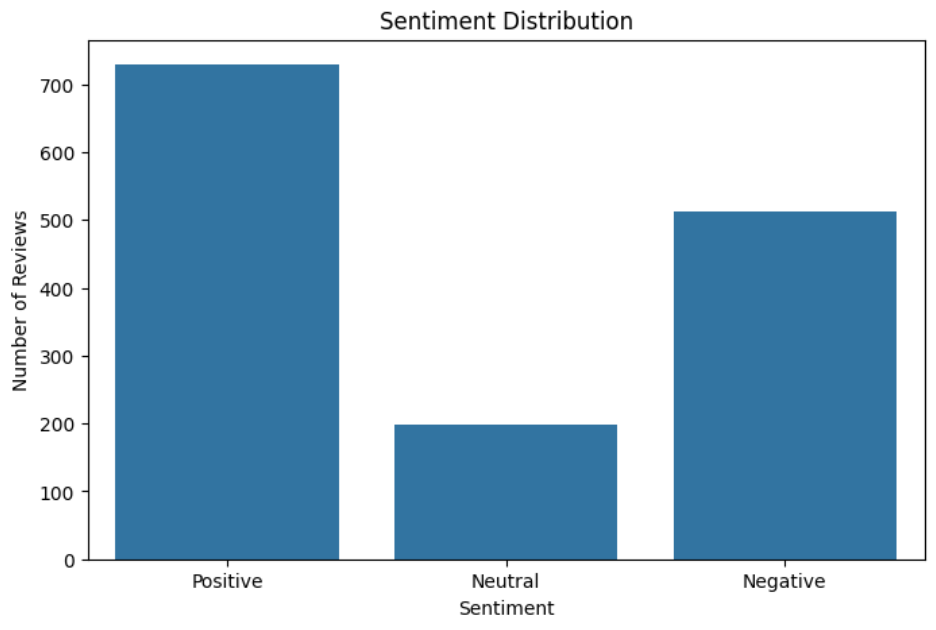 Sentiment Distribution
Number of Reviews
700
600
500
400
300
200
100
0
Positive Neutral Negative
Sentiment